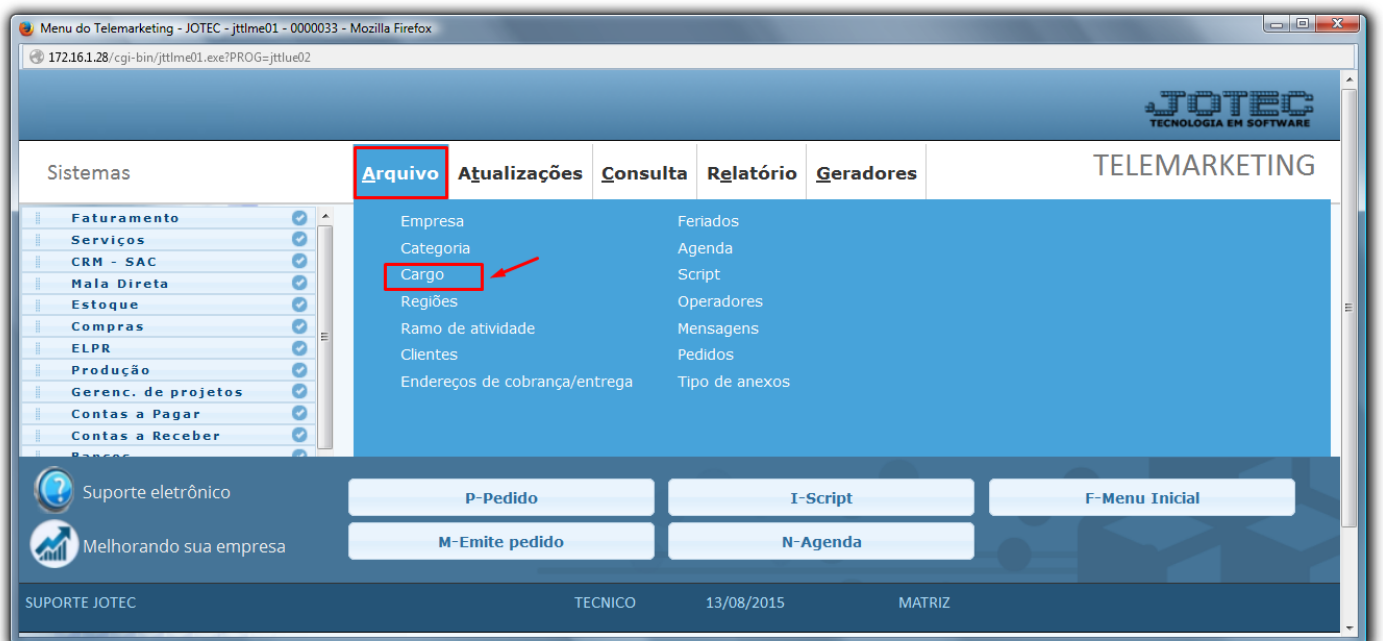 Menu do Telemarketing - JOTEC - jttlme01 - 0000033 - Mozilla Firefox
172.16.1.28/cgi-bin/jttlme01.exe?PROG=jttlue02
JOTEC
TECNOLOGIA EM SOFTWARE
Sistemas
Arquivo Atualizações Consulta Relatório Geradores
TELEMARKETING
Faturamento
Serviços
CRM - SAC
Mala Direta
Estoque
Compras
ELPR
Produção
Gerenc. de projetos
Contas a Pagar
Contas a Receber
Bancos
Empresa
Categoria
Cargo
Regiões
Ramo de atividade
Clientes
Endereços de cobrança/entrega
Feriados
Agenda
Script
Operadores
Mensagens
Pedidos
Tipo de anexos
Suporte eletrônico
Melhorando sua empresa
P-Pedido I-Script F-Menu Inicial
M-Emite pedido N-Agenda
SUPORTE JOTEC TECNICO 13/08/2015 MATRIZ